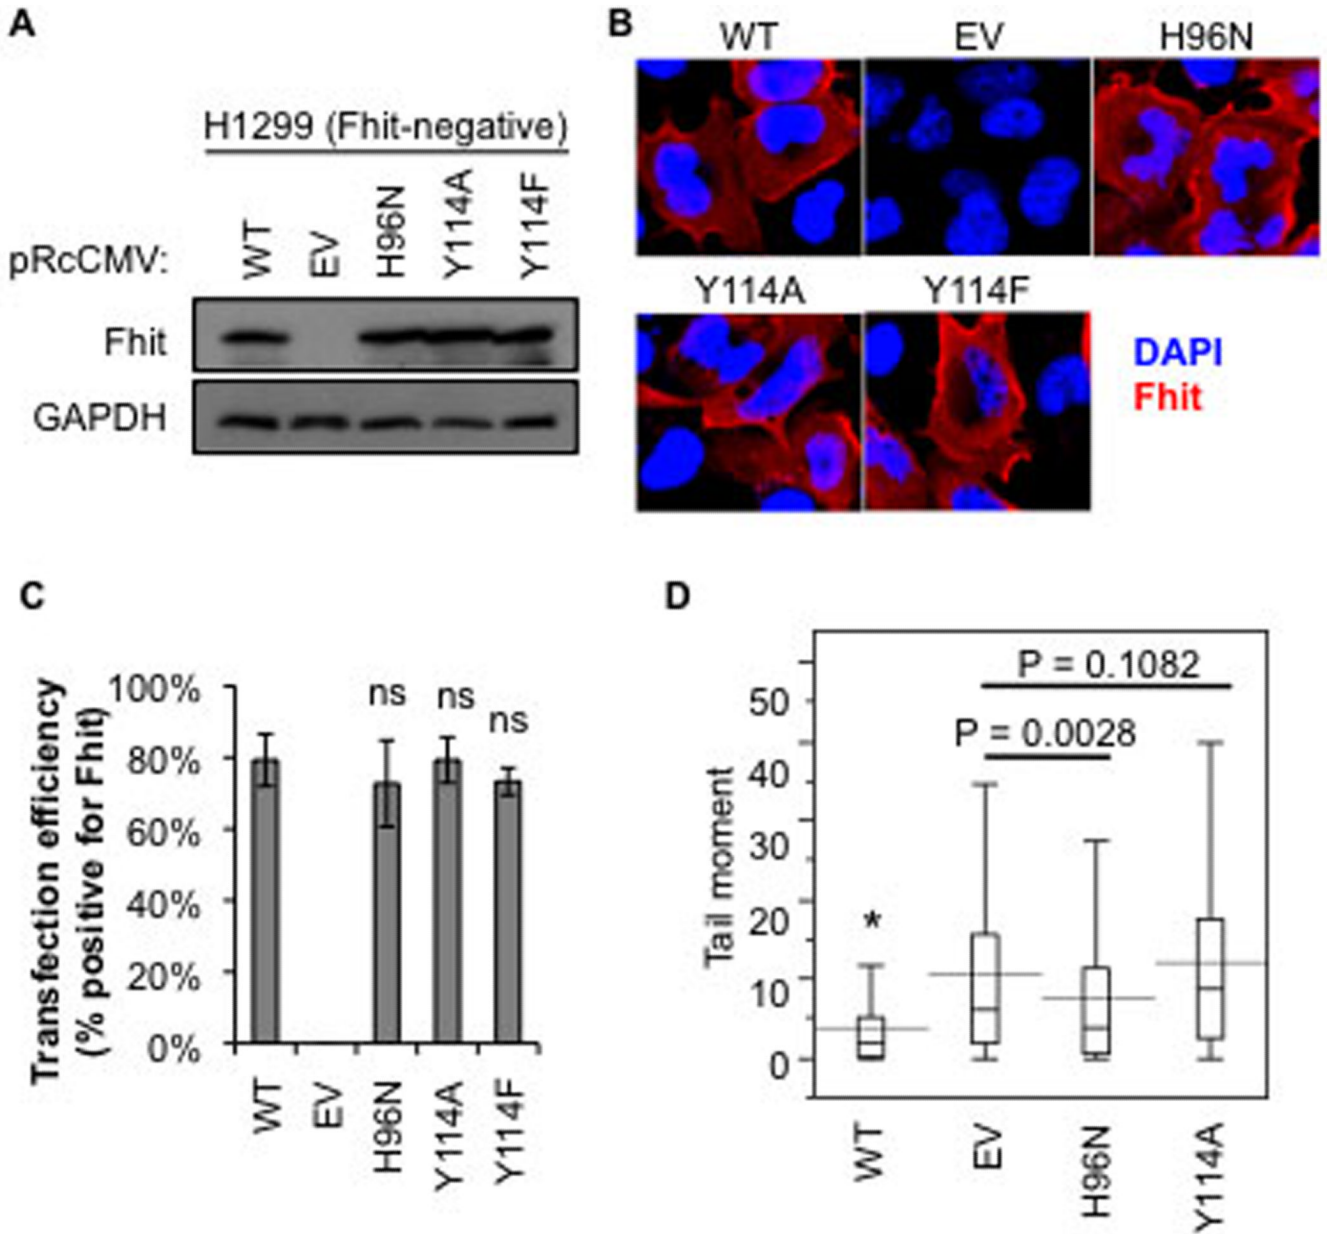 A
H1299 (Fhit-negative)
pRcCMV:
WT
EV
H96N
Y114A
Y114F
Fhit
GAPDH
B
WT
EV
H96N
Y114A
Y114F
DAPI
Fhit
C
Transfection efficiency
(% positive for Fhit)
100%
80%
60%
40%
20%
0%
ns
ns
ns
WT
EV
H96N
Y114A
Y114F
D
Tail moment
50
40
30
20
10
0
P = 0.1082
P = 0.0028
*
WT
EV
H96N
Y114A